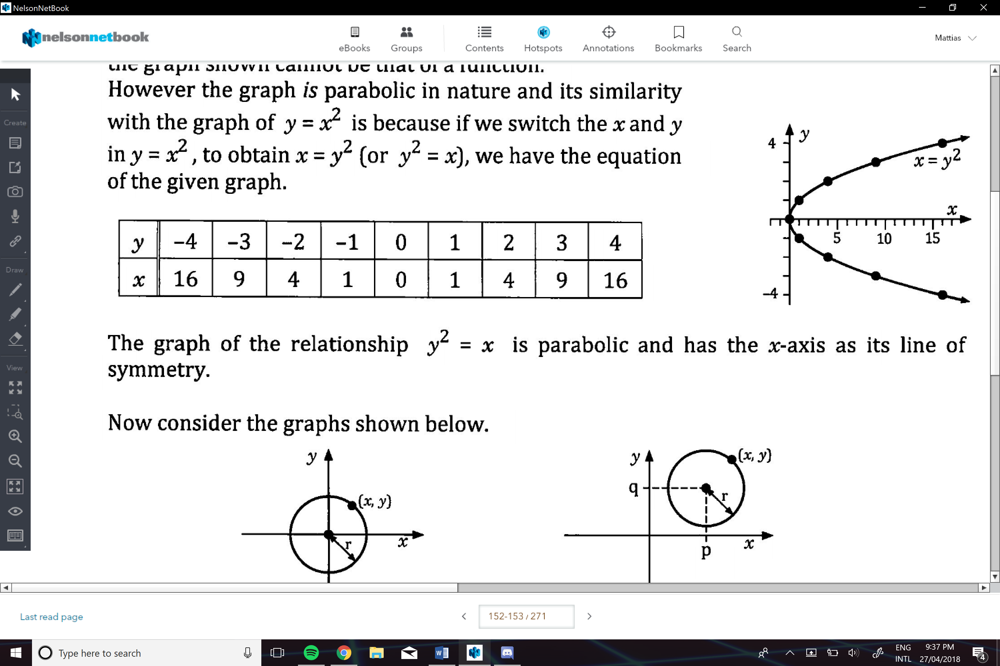 NelsonNetBook
nelsonnetbook
eBooks Groups Contents Hotspots Annotations Bookmarks Search
Mattias
the graph shown cannot be that of a function.
However the graph is parabolic in nature and its similarity
with the graph of y = x² is because if we switch the x and y
in y = x², to obtain x = y² (or y² = x), we have the equation
of the given graph.
y -4 -3 -2 -1 0 1 2 3 4
x 16 9 4 1 0 1 4 9 16
4 y
x = y²
x
5 10 15
-4
The graph of the relationship y² = x is parabolic and has the x-axis as its line of
symmetry.
Now consider the graphs shown below.
y
(x, y)
r
x
y
(x, y)
q
r
x
p
Create
Draw
View
Last read page
152-153 / 271
Type here to search
W
ENG
INTL
9:37 PM
27/04/2018
4